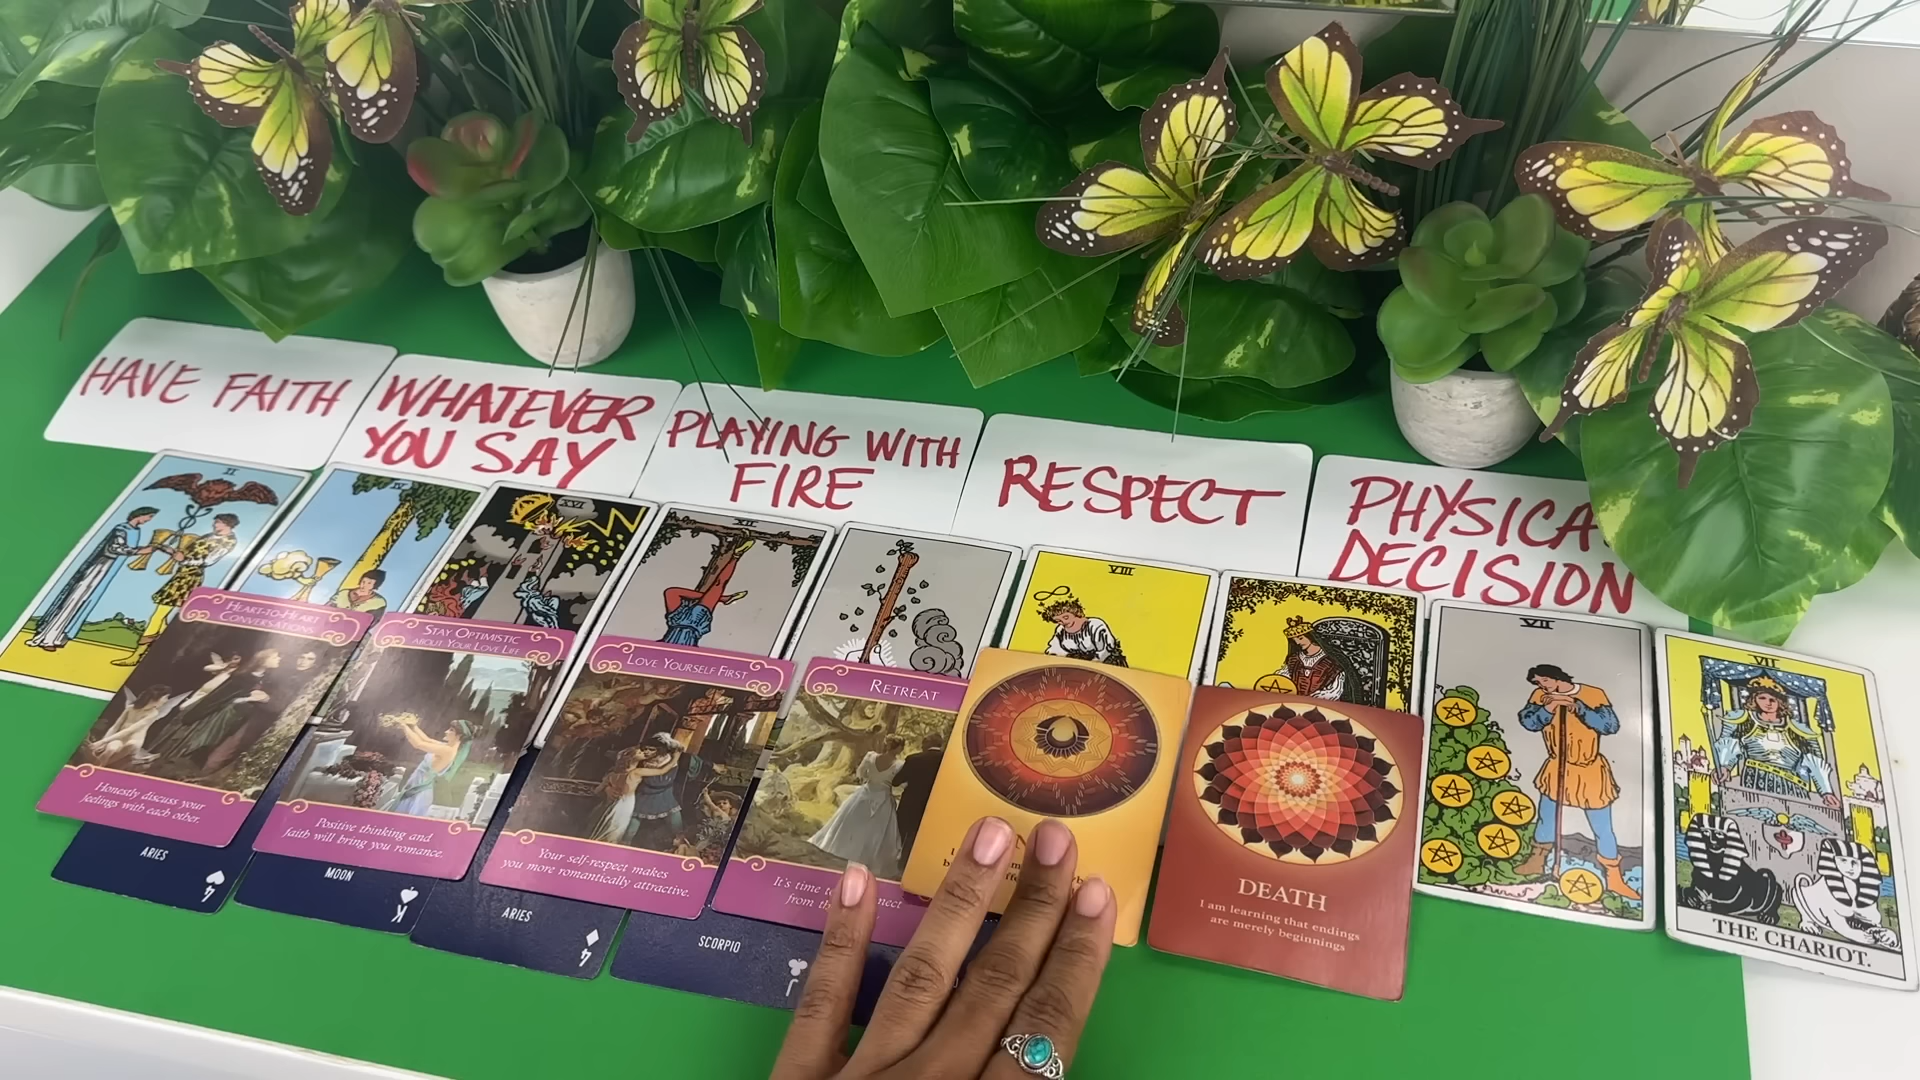 HAVE FAITH
WHATEVER
YOU SAY
PLAYING WITH
FIRE
RESPECT
PHYSICA
DECISION
II
IV
XVI
XII
VIII
VII
VII
THE CHARIOT.
HEART-TO-HEART
CONVERSATIONS
Honestly discuss your
feelings with each other.
STAY OPTIMISTIC
ABOUT YOUR LOVE LIFE
Positive thinking and
faith will bring you romance.
LOVE YOURSELF FIRST
Your self-respect makes
you more romantically attractive.
RETREAT
It's time
from
DEATH
I am learning that endings
are merely beginnings
ARIES
4
MOON
K
ARIES
4
SCORPIO
J